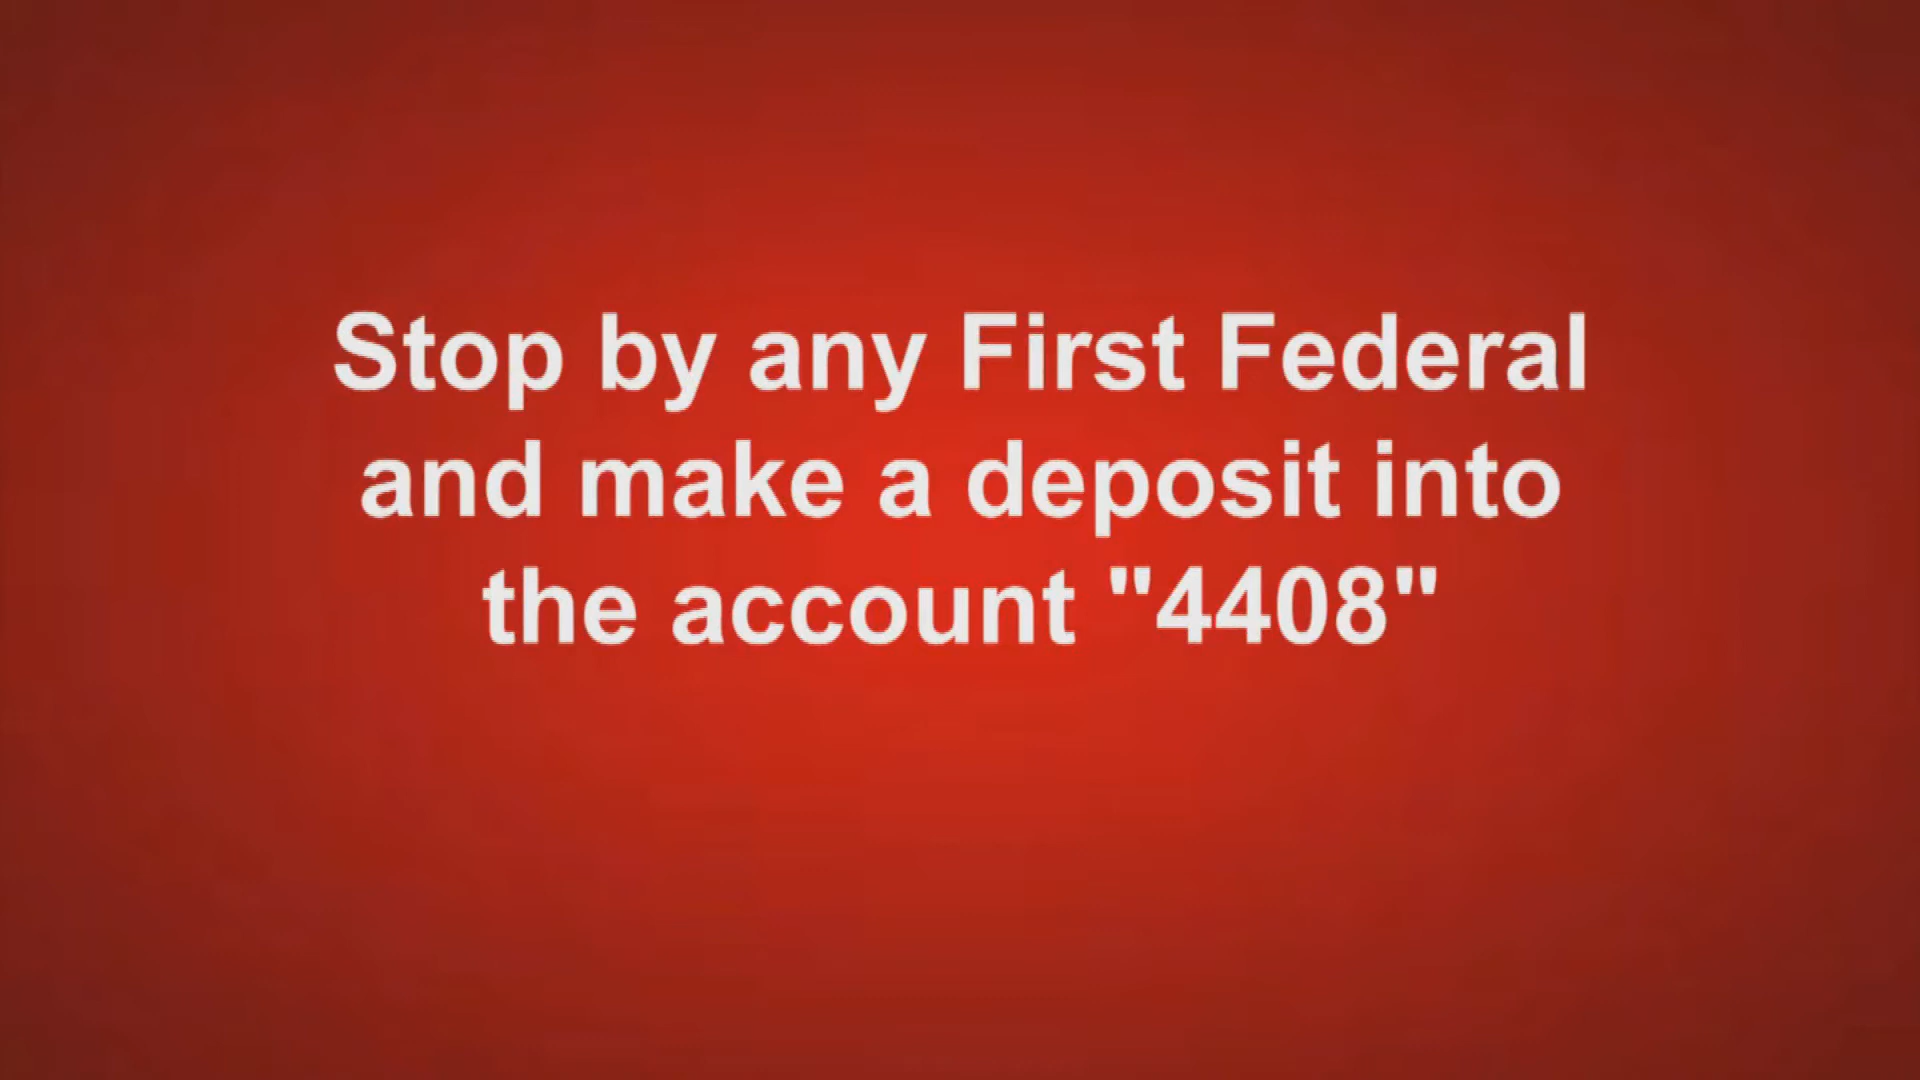 Stop by any First Federal
and make a deposit into
the account "4408"